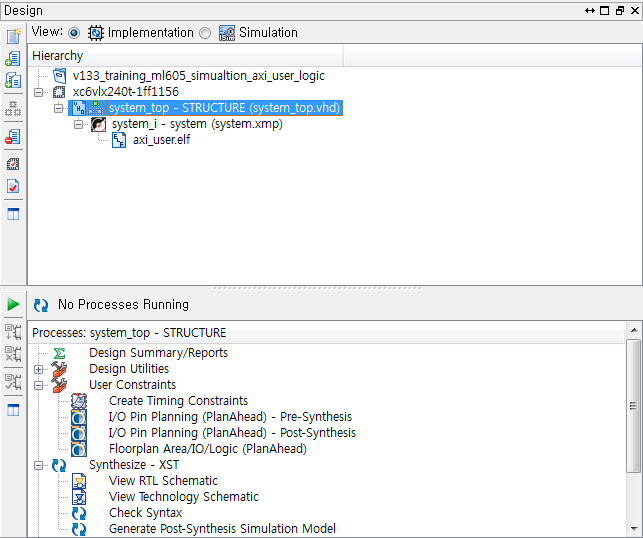 Design
View: Implementation Simulation
Hierarchy
v133_training_ml605_simualtion_axi_user_logic
xc6vlx240t-1ff1156
system_top - STRUCTURE (system_top.vhd)
system_i - system (system.xmp)
axi_user.elf
No Processes Running
Processes: system_top - STRUCTURE
Design Summary/Reports
Design Utilities
User Constraints
Create Timing Constraints
I/O Pin Planning (PlanAhead) - Pre-Synthesis
I/O Pin Planning (PlanAhead) - Post-Synthesis
Floorplan Area/IO/Logic (PlanAhead)
Synthesize - XST
View RTL Schematic
View Technology Schematic
Check Syntax
Generate Post-Synthesis Simulation Model